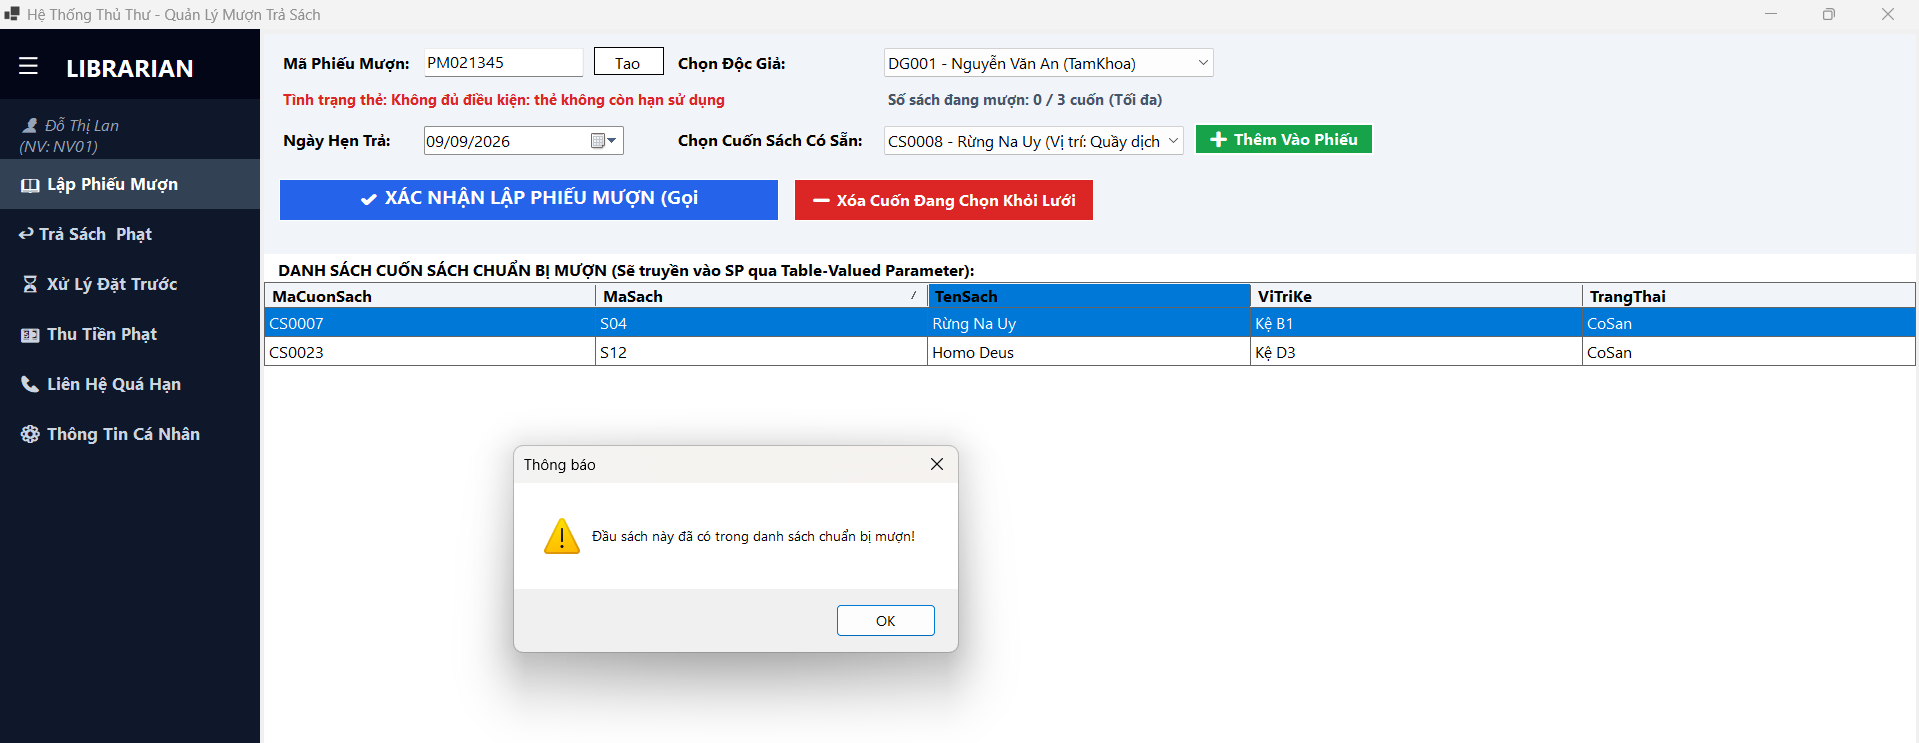 Hệ Thống Thủ Thư - Quản Lý Mượn Trả Sách
LIBRARIAN
Đỗ Thị Lan
(NV: NV01)
Lập Phiếu Mượn
Trả Sách  Phạt
Xử Lý Đặt Trước
Thu Tiền Phạt
Liên Hệ Quá Hạn
Thông Tin Cá Nhân
Mã Phiếu Mượn: PM021345 Tao Chọn Độc Giả: DG001 - Nguyễn Văn An (TamKhoa)
Tình trạng thẻ: Không đủ điều kiện: thẻ không còn hạn sử dụng Số sách đang mượn: 0 / 3 cuốn (Tối đa)
Ngày Hẹn Trả: 09/09/2026 Chọn Cuốn Sách Có Sẵn: CS0008 - Rừng Na Uy (Vị trí: Quầy dịch Thêm Vào Phiếu
XÁC NHẬN LẬP PHIẾU MƯỢN (Gọi Xóa Cuốn Đang Chọn Khỏi Lưới
DANH SÁCH CUỐN SÁCH CHUẨN BỊ MƯỢN (Sẽ truyền vào SP qua Table-Valued Parameter):
MaCuonSach MaSach TenSach ViTriKe TrangThai
CS0007 S04 Rừng Na Uy Kệ B1 CoSan
CS0023 S12 Homo Deus Kệ D3 CoSan
Thông báo
Đầu sách này đã có trong danh sách chuẩn bị mượn!
OK